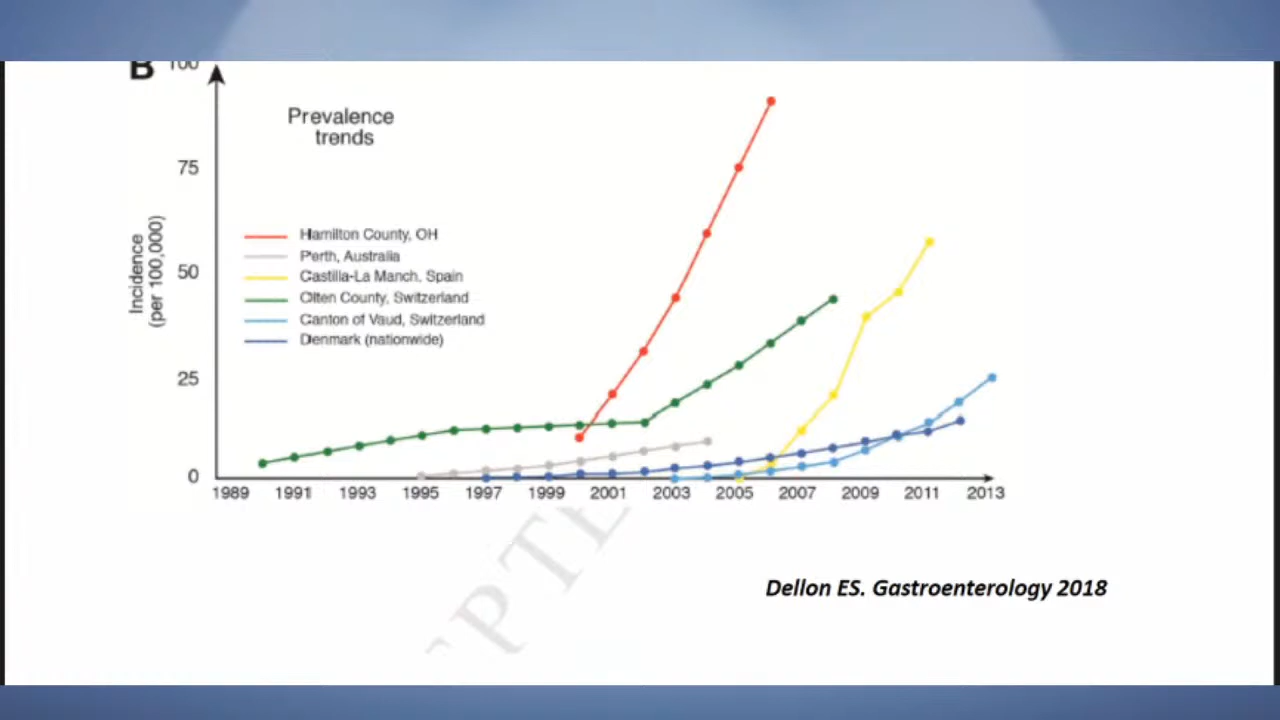 B
100
Prevalence
trends
75
50
25
0
Incidence
(per 100,000)
Hamilton County, OH
Perth, Australia
Castilla-La Manch, Spain
Olten County, Switzerland
Canton of Vaud, Switzerland
Denmark (nationwide)
1989 1991 1993 1995 1997 1999 2001 2003 2005 2007 2009 2011 2013
PTE
Dellon ES. Gastroenterology 2018